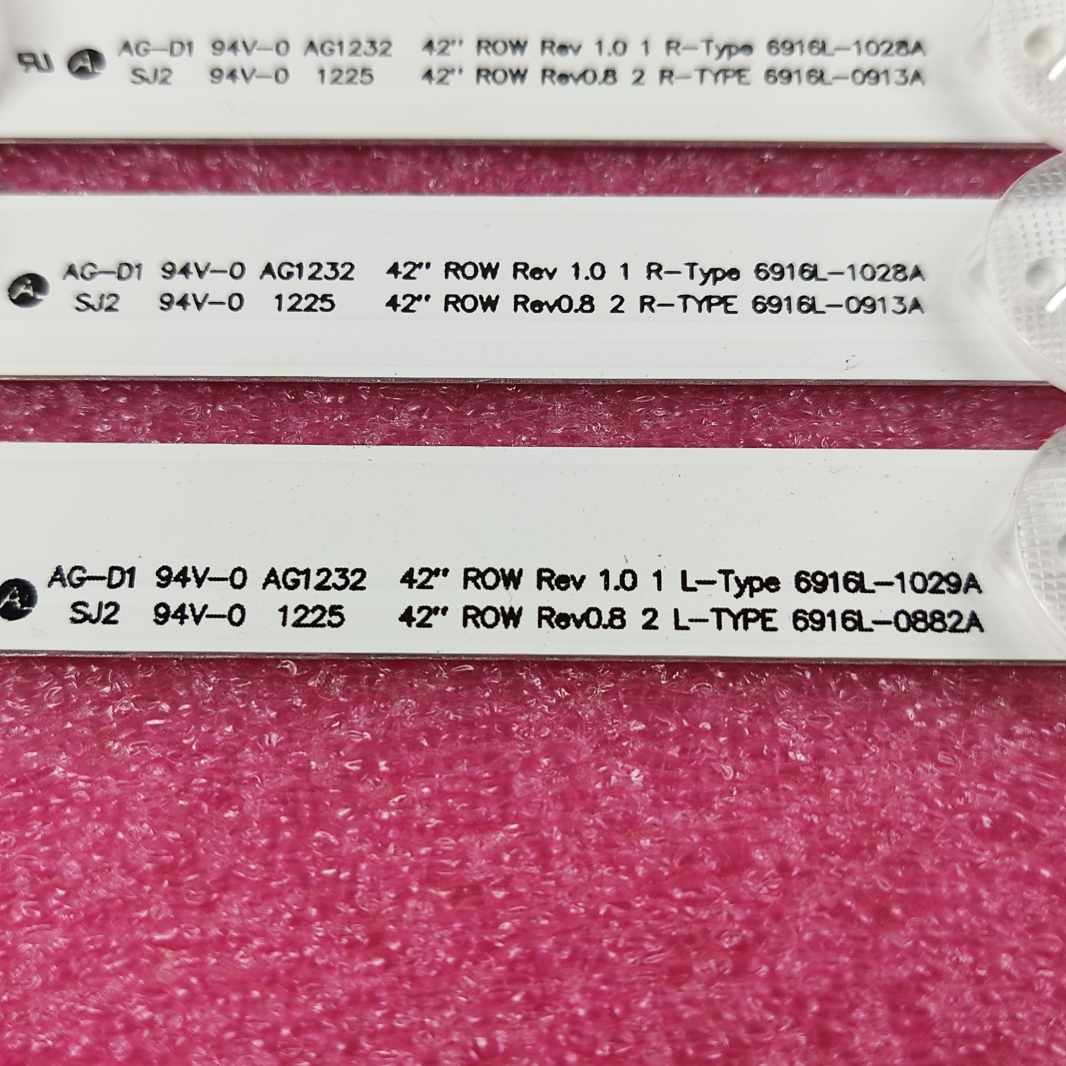 AG-D1 94V-0 AG1232 42" ROW Rev 1.0 1 R-Type 6916L-1028A
SJ2 94V-0 1225 42" ROW Rev0.8 2 R-TYPE 6916L-0913A
AG-D1 94V-0 AG1232 42" ROW Rev 1.0 1 R-Type 6916L-1028A
SJ2 94V-0 1225 42" ROW Rev0.8 2 R-TYPE 6916L-0913A
AG-D1 94V-0 AG1232 42" ROW Rev 1.0 1 L-Type 6916L-1029A
SJ2 94V-0 1225 42" ROW Rev0.8 2 L-TYPE 6916L-0882A